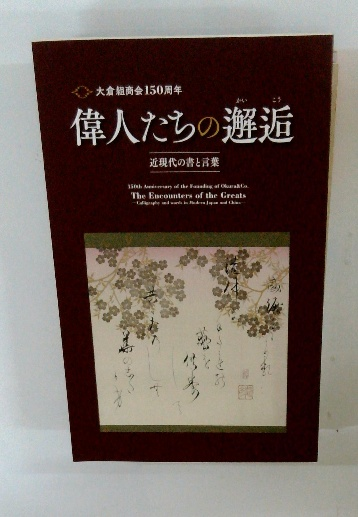 大倉組商会150周年
かい こう
偉人たちの邂逅
近現代の書と言葉
150th Anniversary of the Founding of Okura&Co.
The Encounters of the Greats
Calligraphy and words in Modern Japan and China